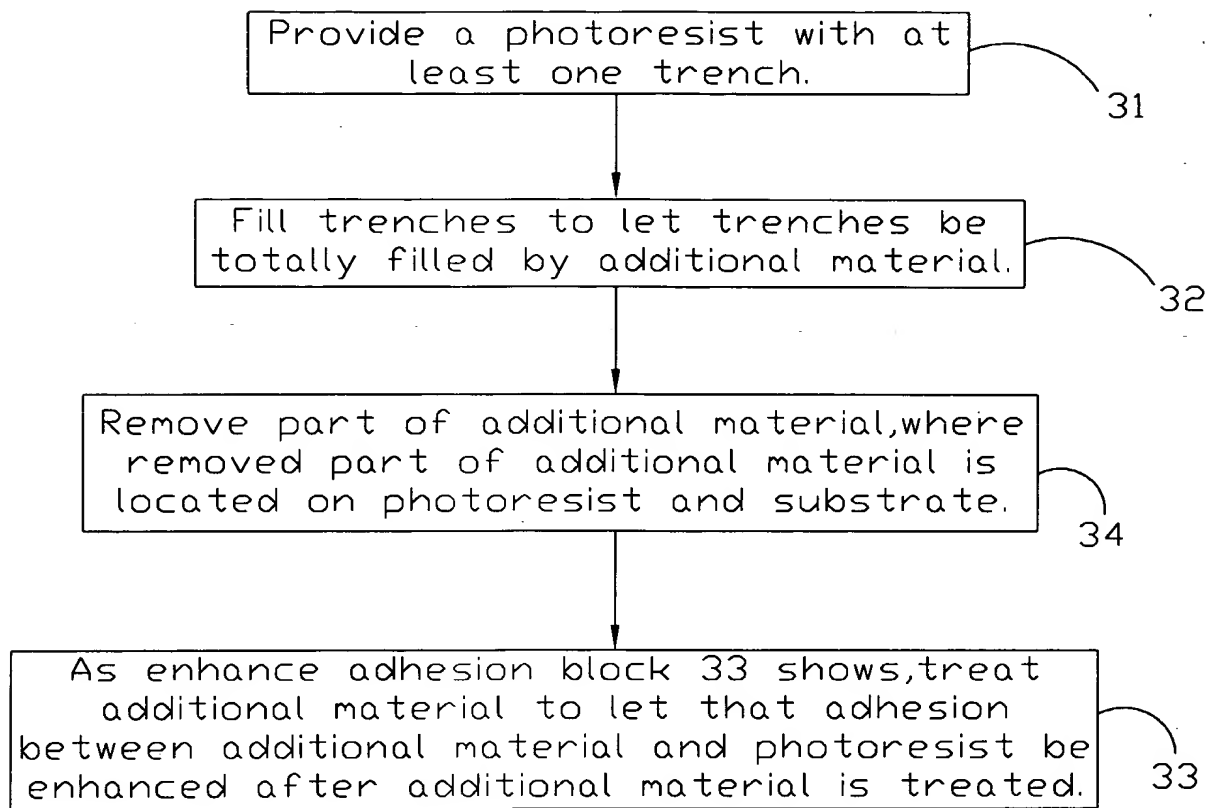 Provide a photoresist with at
least one trench.
31
Fill trenches to let trenches be
totally filled by additional material.
32
Remove part of additional material,where
removed part of additional material is
located on photoresist and substrate.
34
As enhance adhesion block 33 shows,treat
additional material to let that adhesion
between additional material and photoresist be
enhanced after additional material is treated.
33